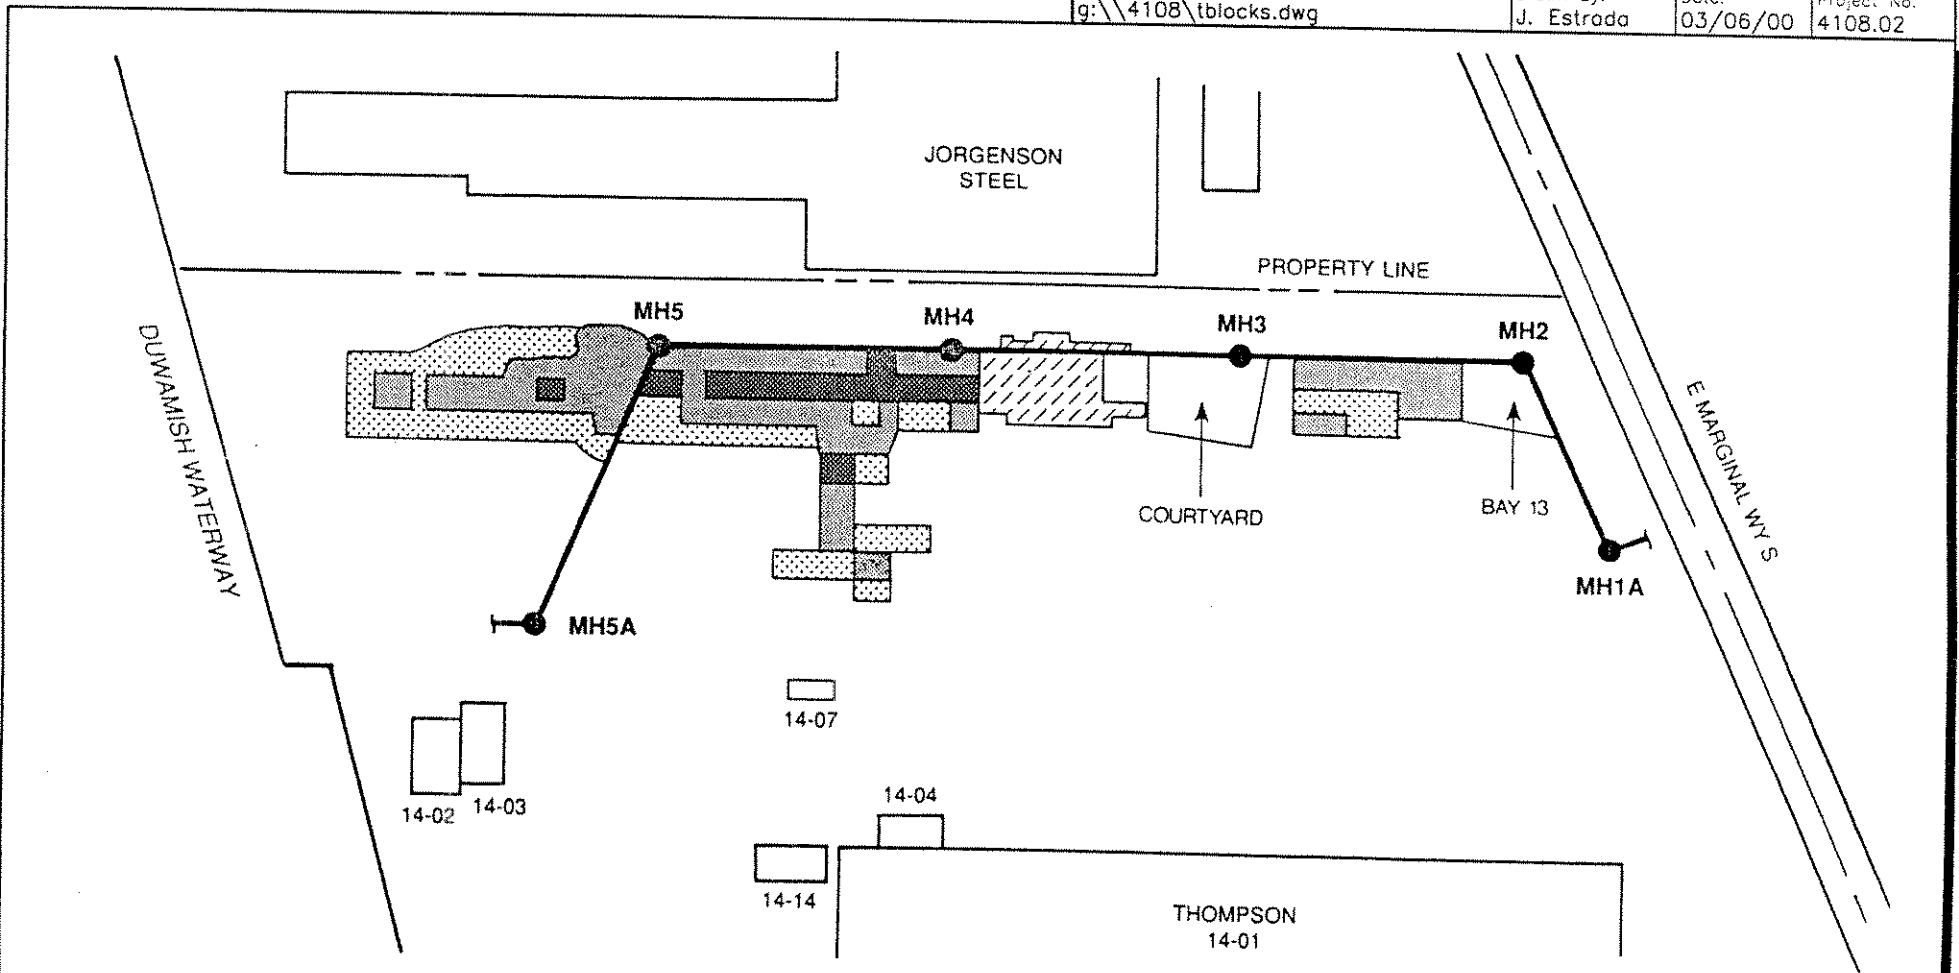 g:\\4108\tblocks.dwg
J. Estrada
03/06/00
Project No.
4108.02
JORGENSON
STEEL
PROPERTY LINE
MH5
MH4
MH3
MH2
DUWAMISH WATERWAY
E MARGINAL WY S
COURTYARD
BAY 13
MH1A
MH5A
14-07
14-02
14-03
14-04
14-14
THOMPSON
14-01